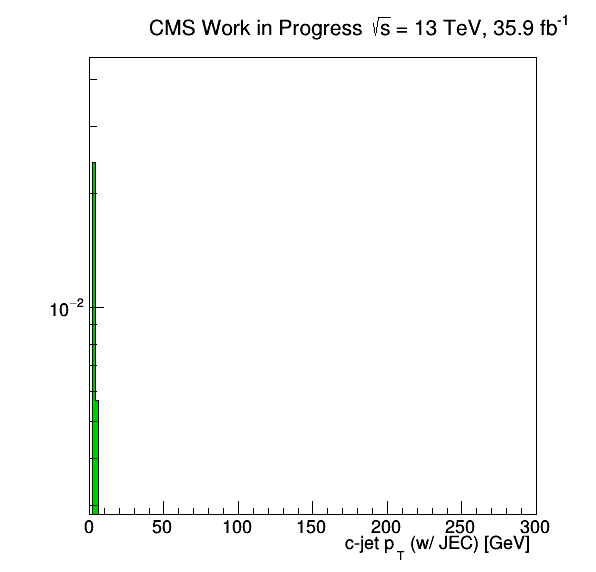 CMS Work in Progress √s = 13 TeV, 35.9 fb⁻¹
10⁻²
0 50 100 150 200 250 300
c-jet p_T (w/ JEC) [GeV]